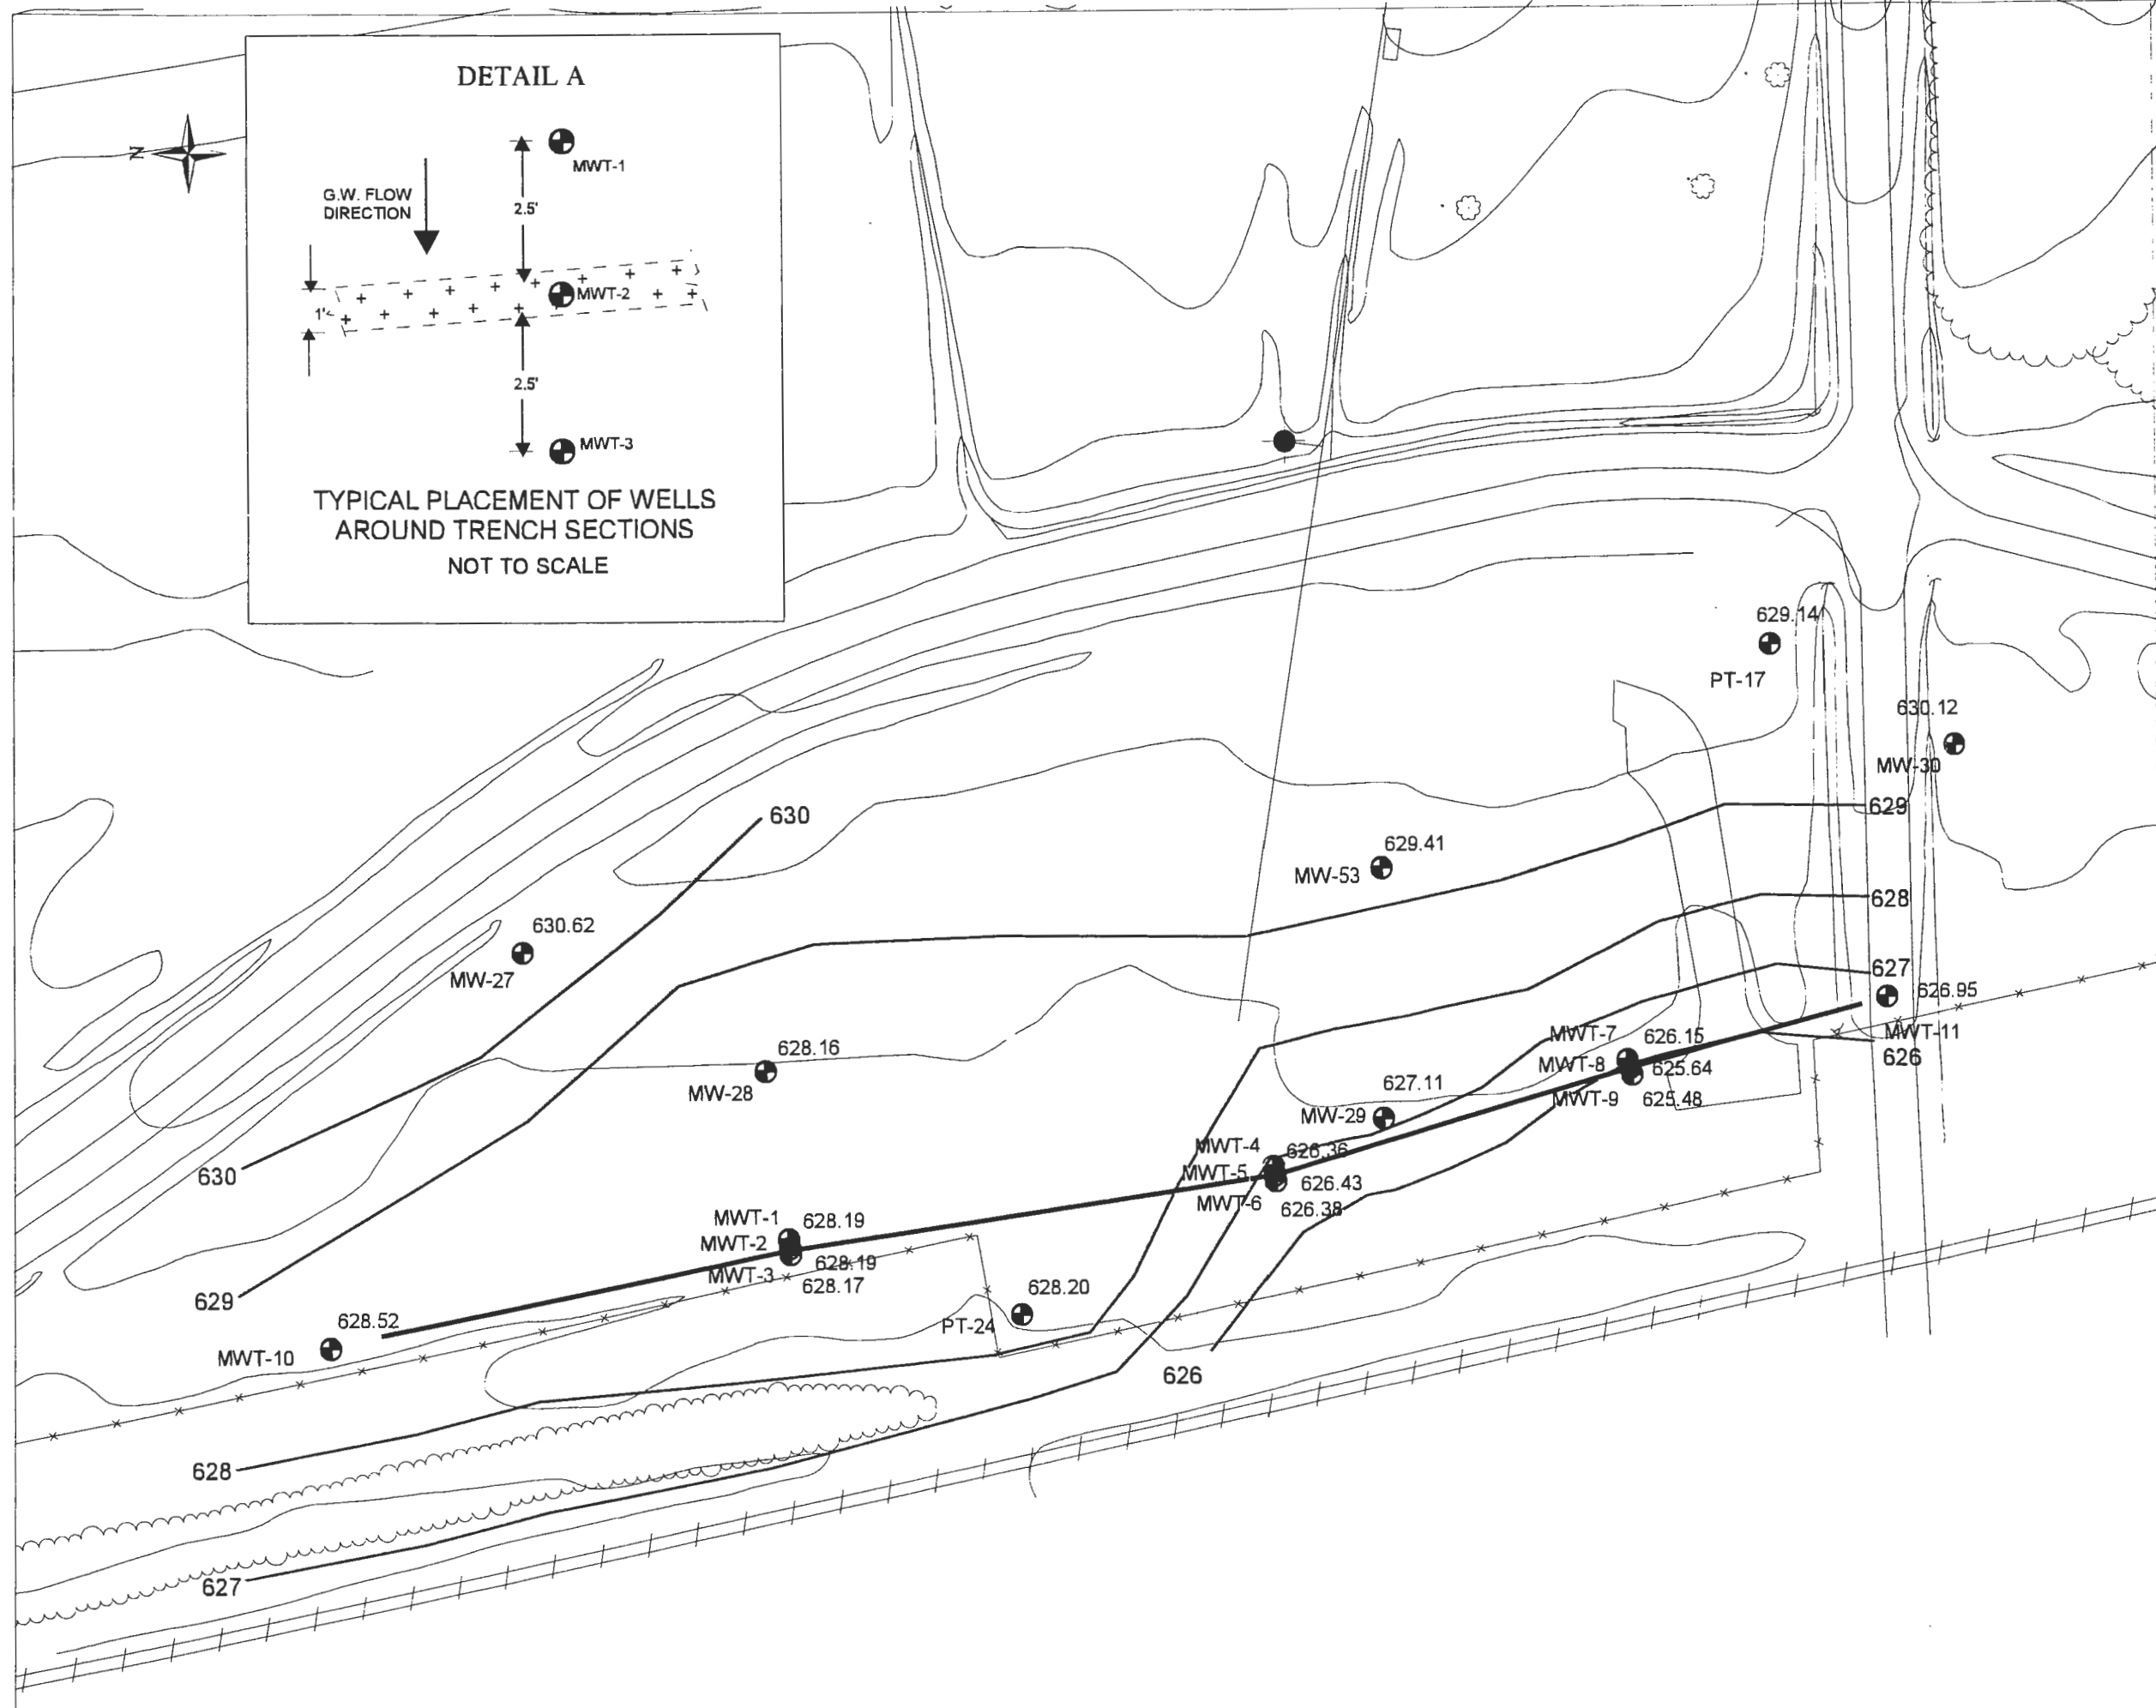 DETAIL A
MWT-1
G.W. FLOW
DIRECTION
2.5'
MWT-2
1'
2.5'
MWT-3
TYPICAL PLACEMENT OF WELLS
AROUND TRENCH SECTIONS
NOT TO SCALE
N
629.14
PT-17
630.12
MW-30
629
630
629.41
MW-53
628
630.62
MW-27
627
626.95
MWT-11
626
628.16
MW-28
MWT-7 626.15
MWT-8 625.64
MWT-9 625.48
627.11
MW-29
MWT-4 626.36
MWT-5 626.43
MWT-6 626.38
630
MWT-1 628.19
MWT-2 628.19
MWT-3 628.17
629
628.20
PT-24
628.52
MWT-10
626
628
627